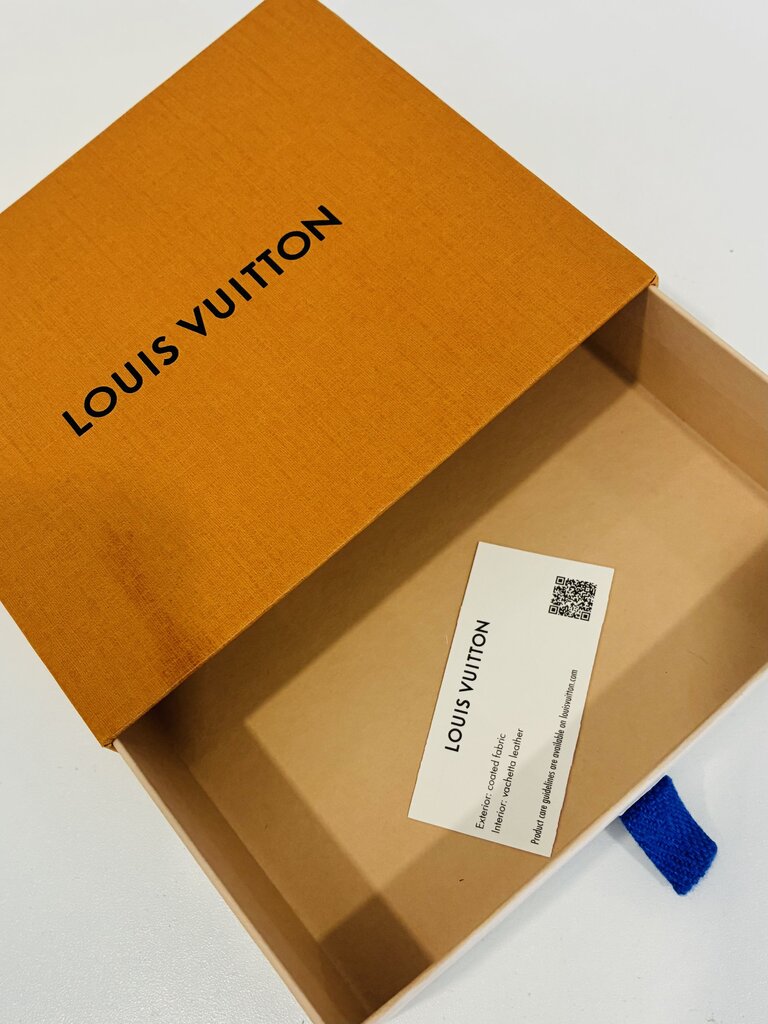 LOUIS VUITTON
LOUIS VUITTON
Exterior: coated fabric
Interior: vachetta leather
Product care guidelines are available on louisvuitton.com